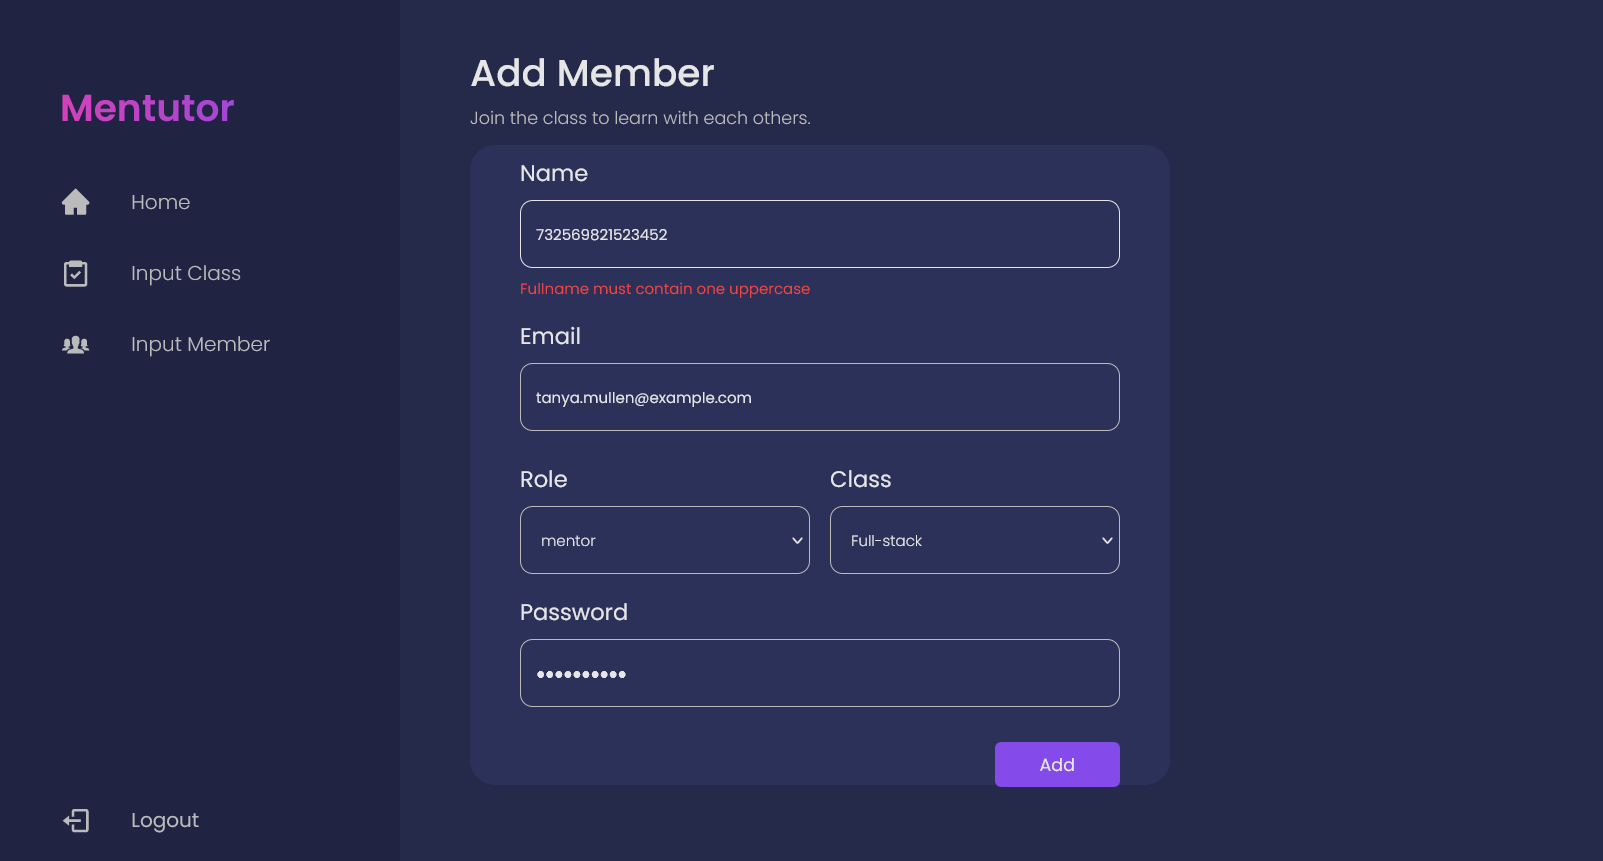 Mentutor
Home
Input Class
Input Member
Logout
Add Member
Join the class to learn with each others.
Name
732569821523452
Fullname must contain one uppercase
Email
tanya.mullen@example.com
Role
Class
mentor
Full-stack
Password
••••••••••
Add